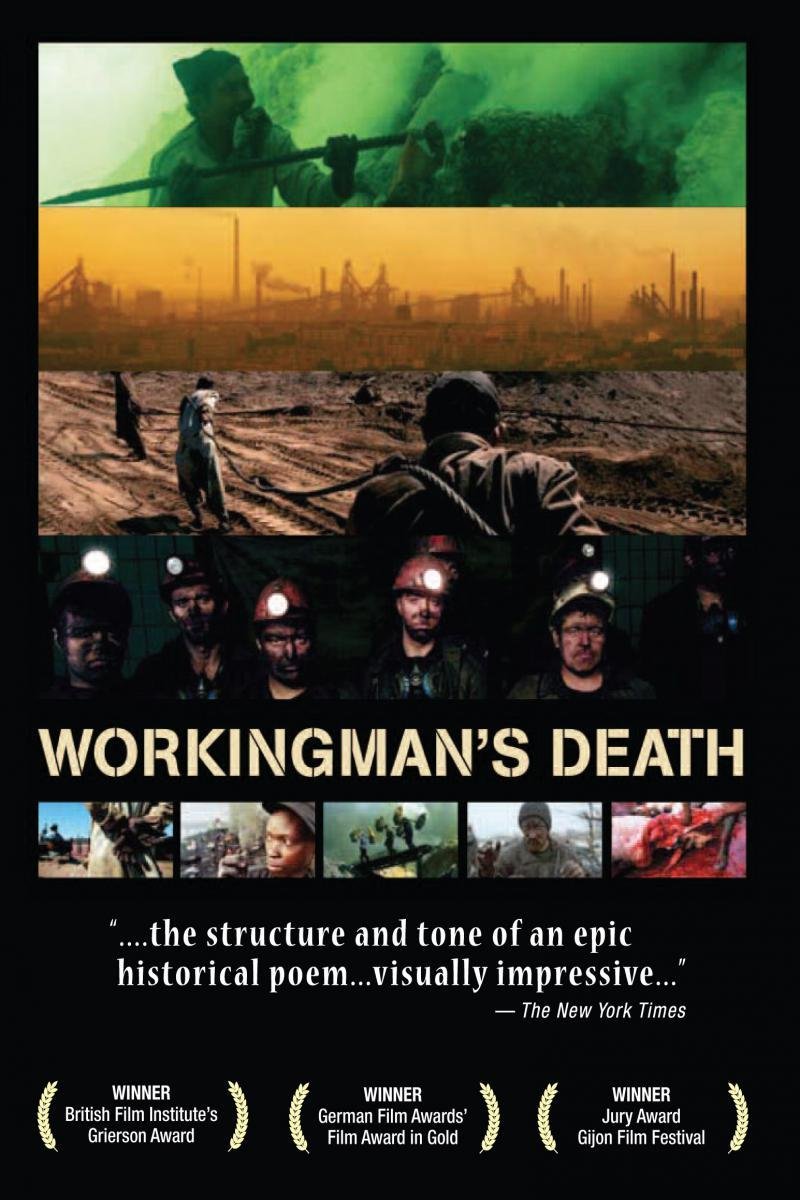 WORKINGMAN'S DEATH
“....the structure and tone of an epic
historical poem...visually impressive...”
— The New York Times
WINNER
British Film Institute's
Grierson Award
WINNER
German Film Awards'
Film Award in Gold
WINNER
Jury Award
Gijon Film Festival